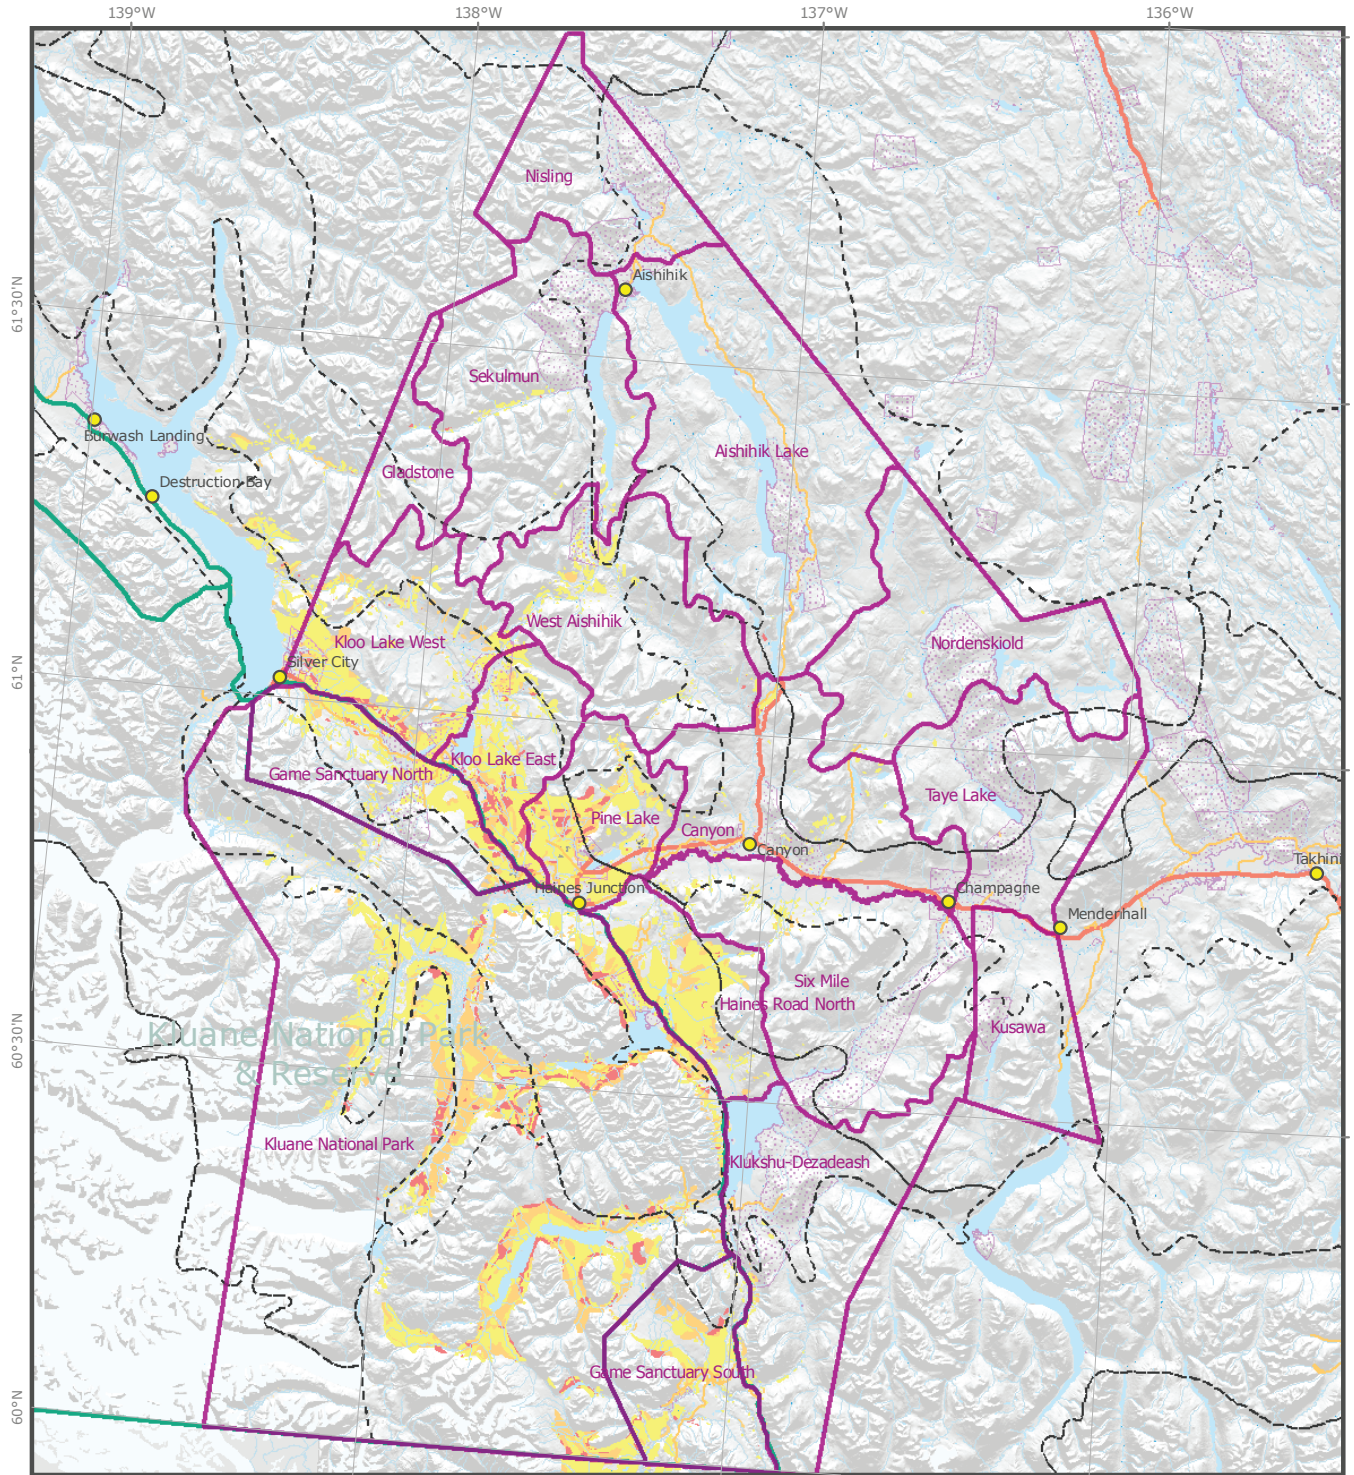 139°W
138°W
137°W
136°W
Nisling
61°30'N
Aishihik
Sekulmun
Burwash Landing
Aishihik Lake
Gladstone
Destruction Bay
West Aishihik
Kloo Lake West
Nordenskiold
61°N
Silver City
Kloo Lake East
Game Sanctuary North
Taye Lake
Pine Lake
Canyon
Canyon
Takhini
Haines Junction
Champagne
Mendenhall
Six Mile
Haines Road North
Kusawa
60°30'N
Kluane National Park
& Reserve
Kluane National Park
Klukshu-Dezadeash
Game Sanctuary South
60°N